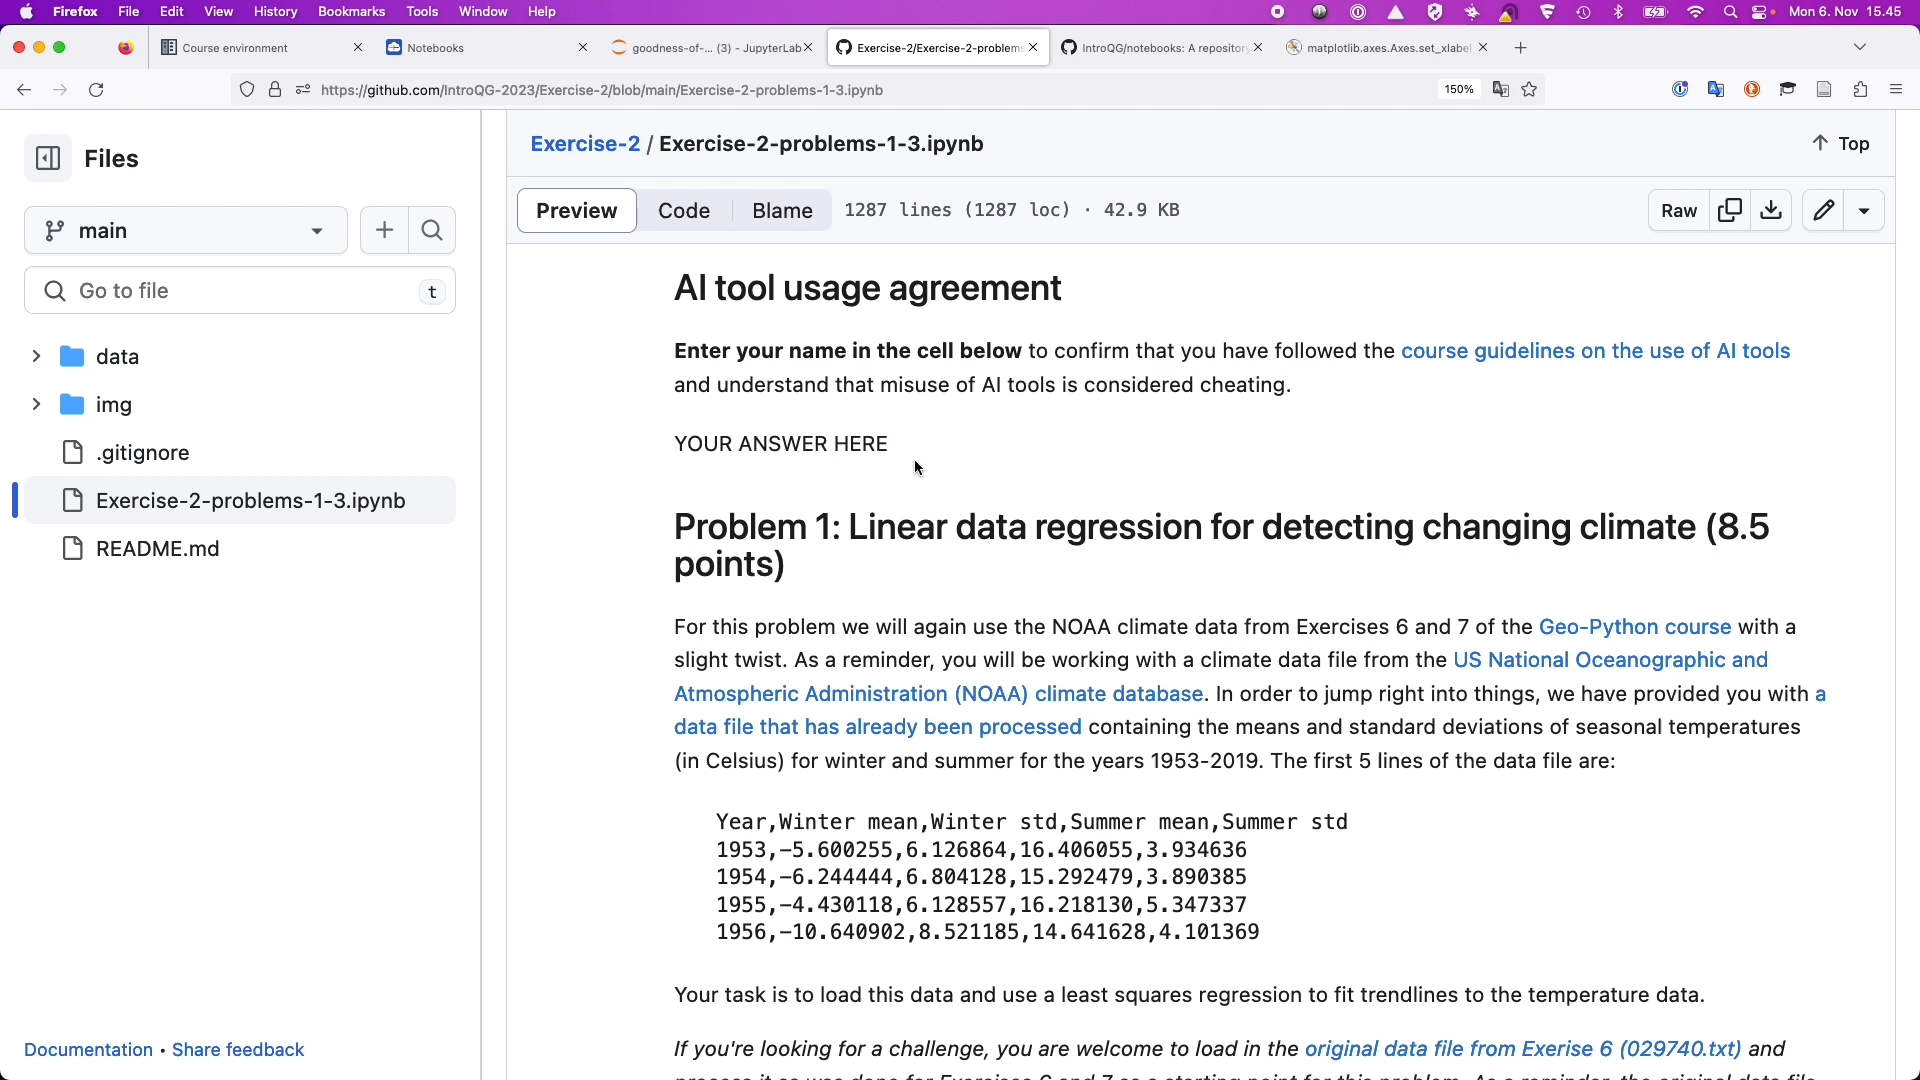 Firefox File Edit View History Bookmarks Tools Window Help Mon 6. Nov 15.45
Course environment
Notebooks
goodness-of-... (3) - JupyterLab
Exercise-2/Exercise-2-problems
IntroQG/notebooks: A repository
matplotlib.axes.Axes.set_xlabel
https://github.com/IntroQG-2023/Exercise-2/blob/main/Exercise-2-problems-1-3.ipynb 150%
Files
main
Go to file t
data
img
.gitignore
Exercise-2-problems-1-3.ipynb
README.md
Documentation • Share feedback
Exercise-2 / Exercise-2-problems-1-3.ipynb Top
Preview Code Blame 1287 lines (1287 loc) · 42.9 KB Raw
AI tool usage agreement
Enter your name in the cell below to confirm that you have followed the course guidelines on the use of AI tools
and understand that misuse of AI tools is considered cheating.
YOUR ANSWER HERE
Problem 1: Linear data regression for detecting changing climate (8.5
points)
For this problem we will again use the NOAA climate data from Exercises 6 and 7 of the Geo-Python course with a
slight twist. As a reminder, you will be working with a climate data file from the US National Oceanographic and
Atmospheric Administration (NOAA) climate database. In order to jump right into things, we have provided you with a
data file that has already been processed containing the means and standard deviations of seasonal temperatures
(in Celsius) for winter and summer for the years 1953-2019. The first 5 lines of the data file are:
Year,Winter mean,Winter std,Summer mean,Summer std
1953,-5.600255,6.126864,16.406055,3.934636
1954,-6.244444,6.804128,15.292479,3.890385
1955,-4.430118,6.128557,16.218130,5.347337
1956,-10.640902,8.521185,14.641628,4.101369
Your task is to load this data and use a least squares regression to fit trendlines to the temperature data.
If you're looking for a challenge, you are welcome to load in the original data file from Exerise 6 (029740.txt) and